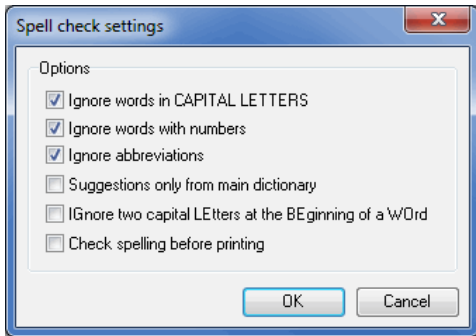 Spell check settings
Options
Ignore words in CAPITAL LETTERS
Ignore words with numbers
Ignore abbreviations
Suggestions only from main dictionary
IGnore two capital LEtters at the BEginning of a WOrd
Check spelling before printing
OK Cancel